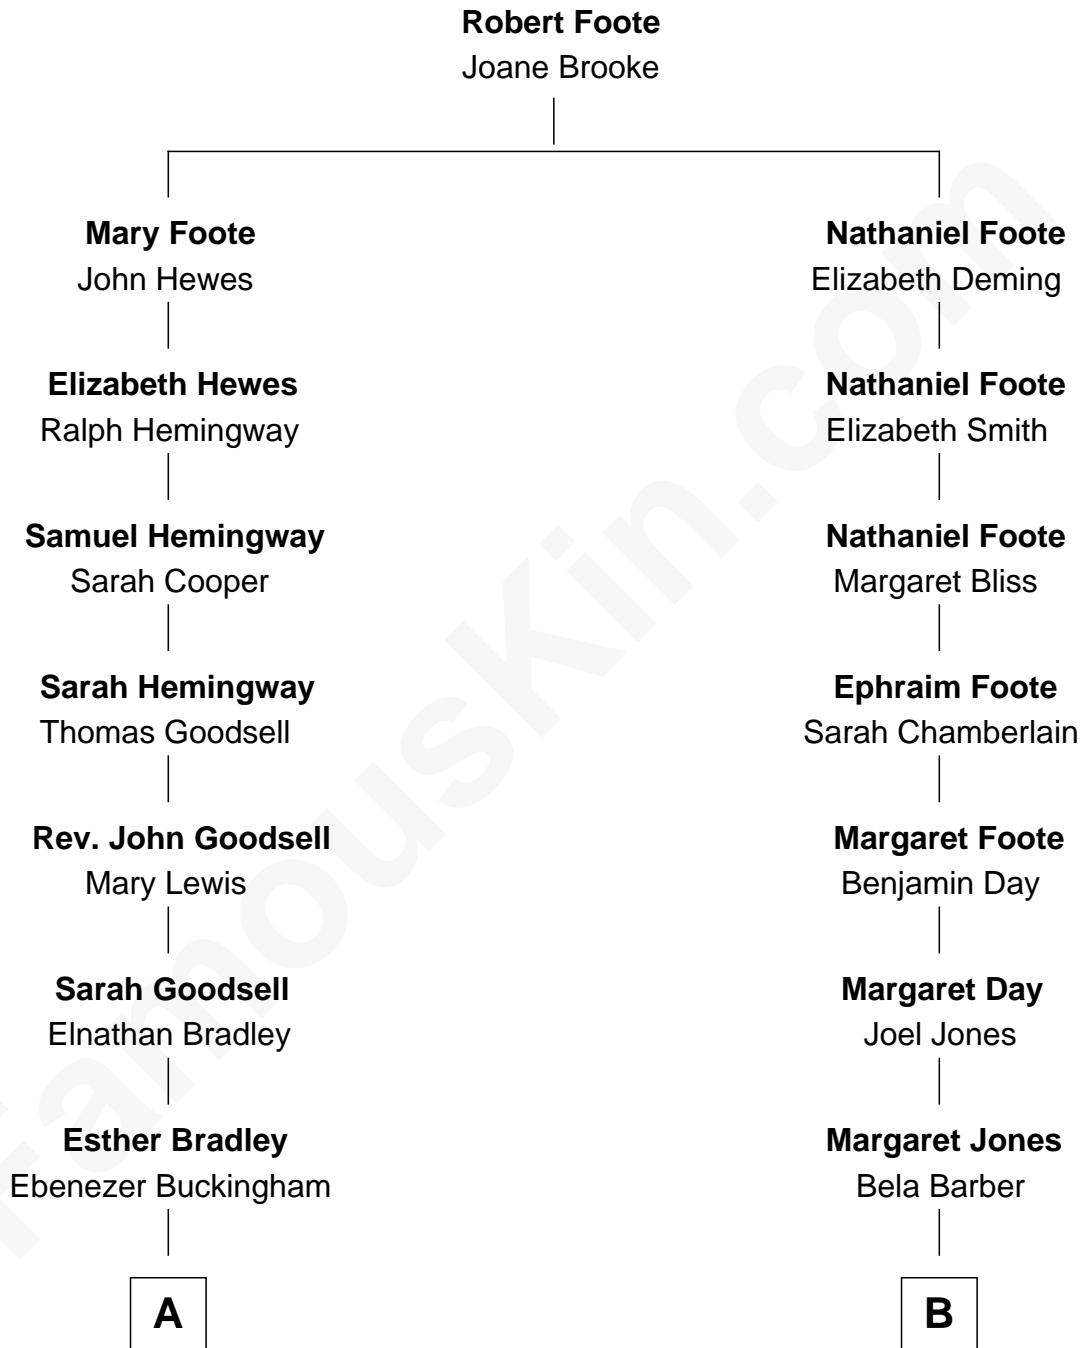 Robert Foote
Joane Brooke
Mary Foote
John Hewes
Nathaniel Foote
Elizabeth Deming
Elizabeth Hewes
Ralph Hemingway
Nathaniel Foote
Elizabeth Smith
Samuel Hemingway
Sarah Cooper
Nathaniel Foote
Margaret Bliss
Sarah Hemingway
Thomas Goodsell
Ephraim Foote
Sarah Chamberlain
Rev. John Goodsell
Mary Lewis
Margaret Foote
Benjamin Day
Sarah Goodsell
Elnathan Bradley
Margaret Day
Joel Jones
Esther Bradley
Ebenezer Buckingham
Margaret Jones
Bela Barber
A
B
FamousKin.com